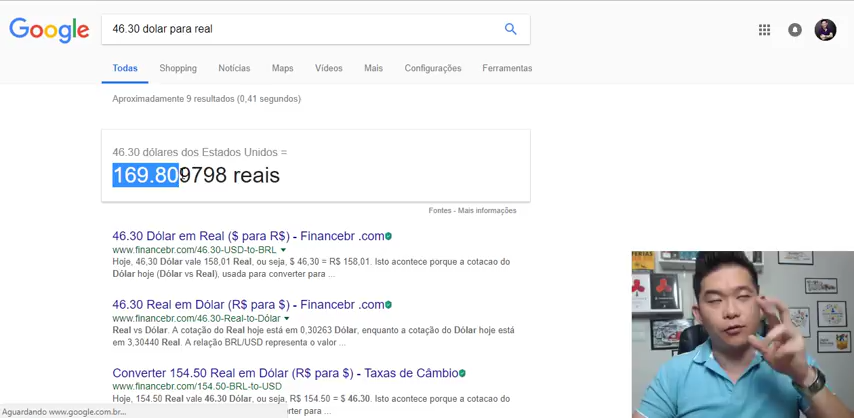 Google
46.30 dolar para real
Todas Shopping Notícias Maps Vídeos Mais Configurações Ferramentas
Aproximadamente 9 resultados (0,41 segundos)
46.30 dólares dos Estados Unidos =
169.809798 reais
Fontes - Mais informações
46.30 Dólar em Real ($ para R$) - Financebr .com
www.financebr.com/46.30-USD-to-BRL
Hoje, 46,30 Dólar vale 158,01 Real, ou seja, $ 46,30 = R$ 158,01. Isto acontece porque a cotacao do
Dólar hoje (Dólar vs Real), usada para converter para ...
46.30 Real em Dólar (R$ para $) - Financebr .com
www.financebr.com/46.30-Real-to-Dólar
Real vs Dólar. A cotação do Real hoje está em 0,30263 Dólar, enquanto a cotação do Dólar hoje está
em 3,30440 Real. A relação BRL/USD representa o valor ...
Converter 154.50 Real em Dólar (R$ para $) - Taxas de Câmbio
www.financebr.com/154.50-BRL-to-USD
Hoje, 154.50 Real vale 46.30 Dólar, ou seja, R$ 154.50 = $ 46.30. Isto acontece porque a cotacao
Aguardando www.google.com.br...
rter para ...
FÉRIAS